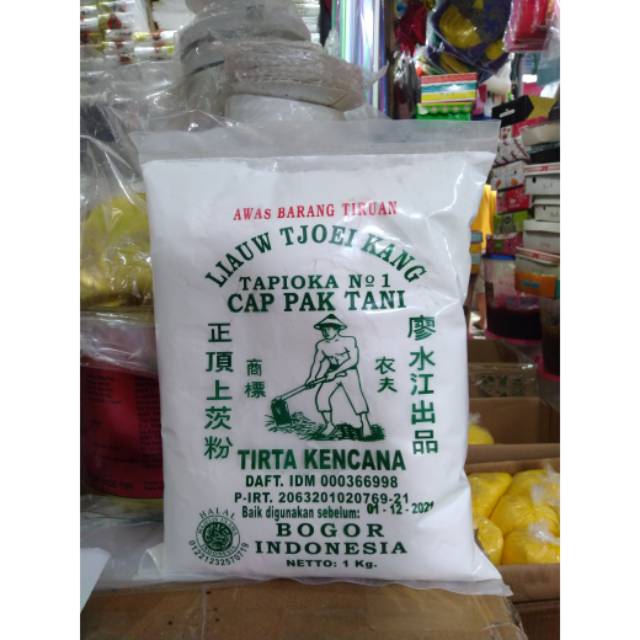 AWAS BARANG TIRUAN
LIAUW TJOEI KANG
TAPIOKA No 1
CAP PAK TANI
正頂上茨粉
商標
农夫
廖水江出品
TIRTA KENCANA
DAFT. IDM 000366998
P-IRT. 2063201020769-21
Baik digunakan sebelum: 01-12-2021
HALAL
01221232570719
BOGOR
INDONESIA
NETTO: 1 Kg.